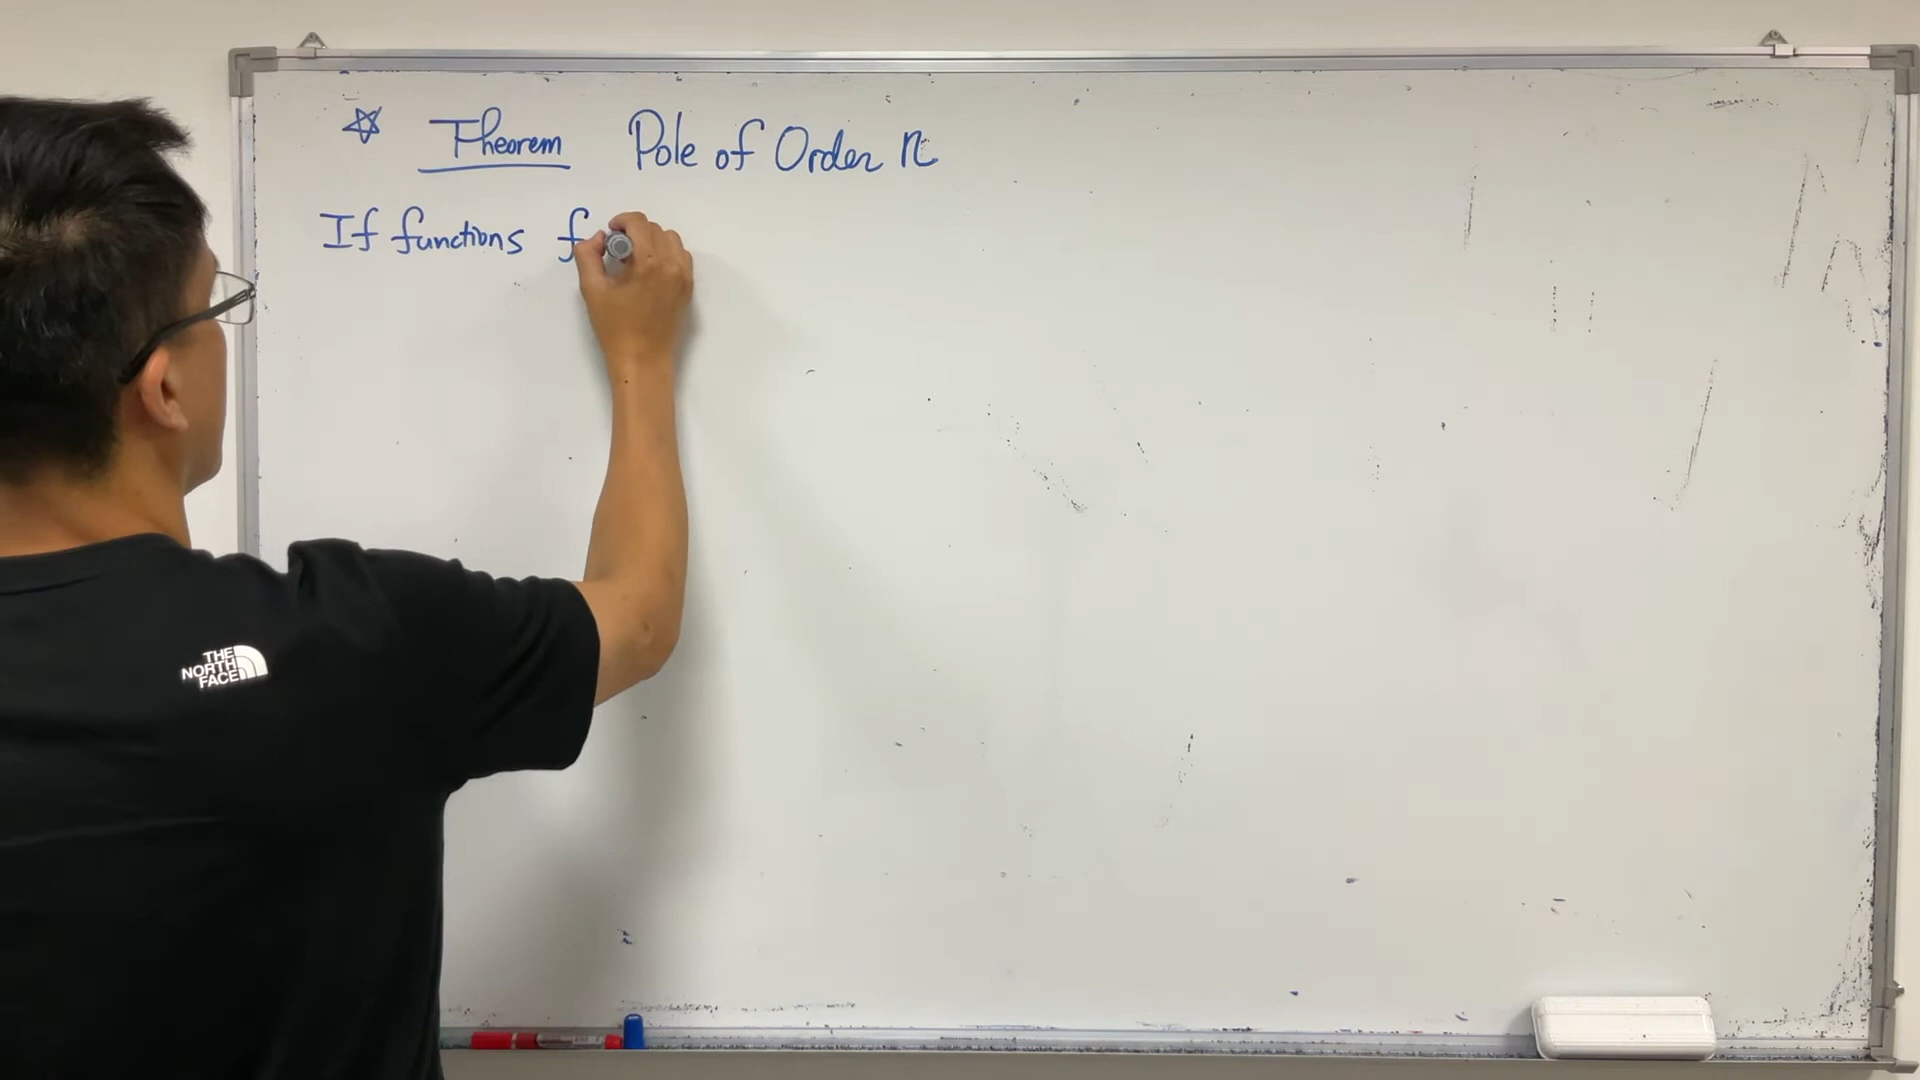 ☆ Theorem Pole of Order n
If functions f
THE
NORTH
FACE